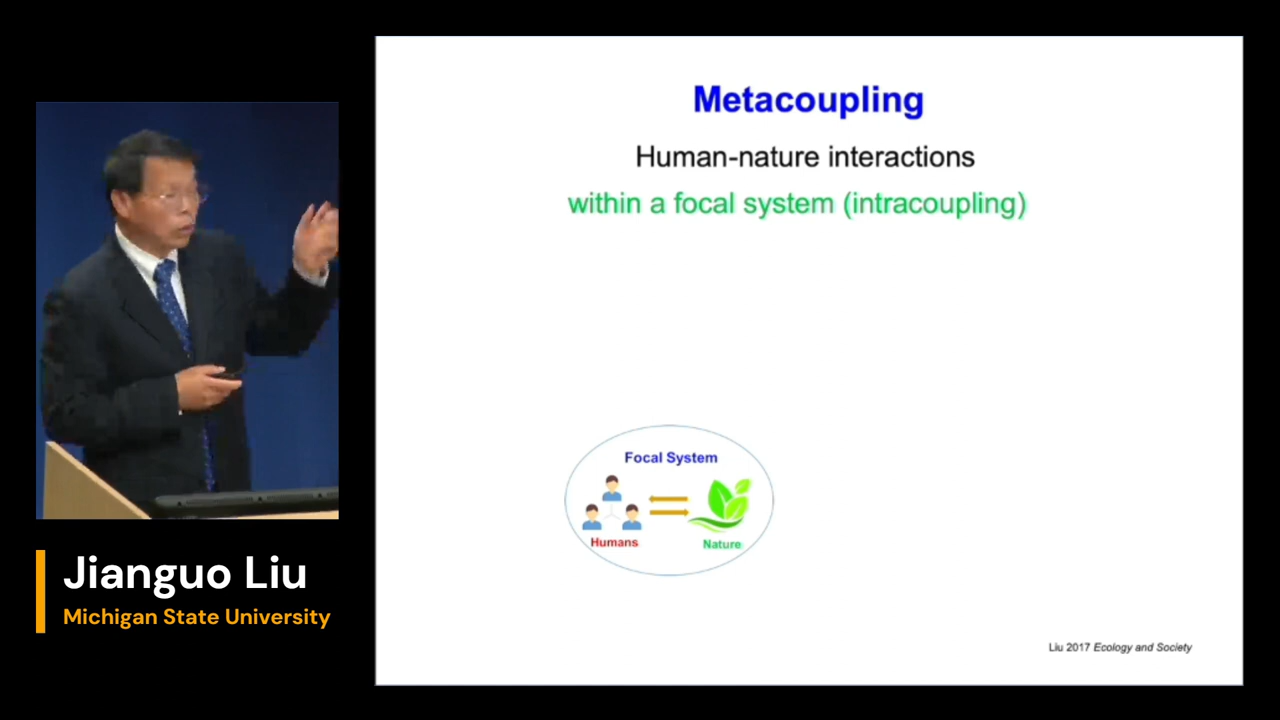 Metacoupling
Human-nature interactions
within a focal system (intracoupling)
Focal System
Humans
Nature
Liu 2017 Ecology and Society
Jianguo Liu
Michigan State University